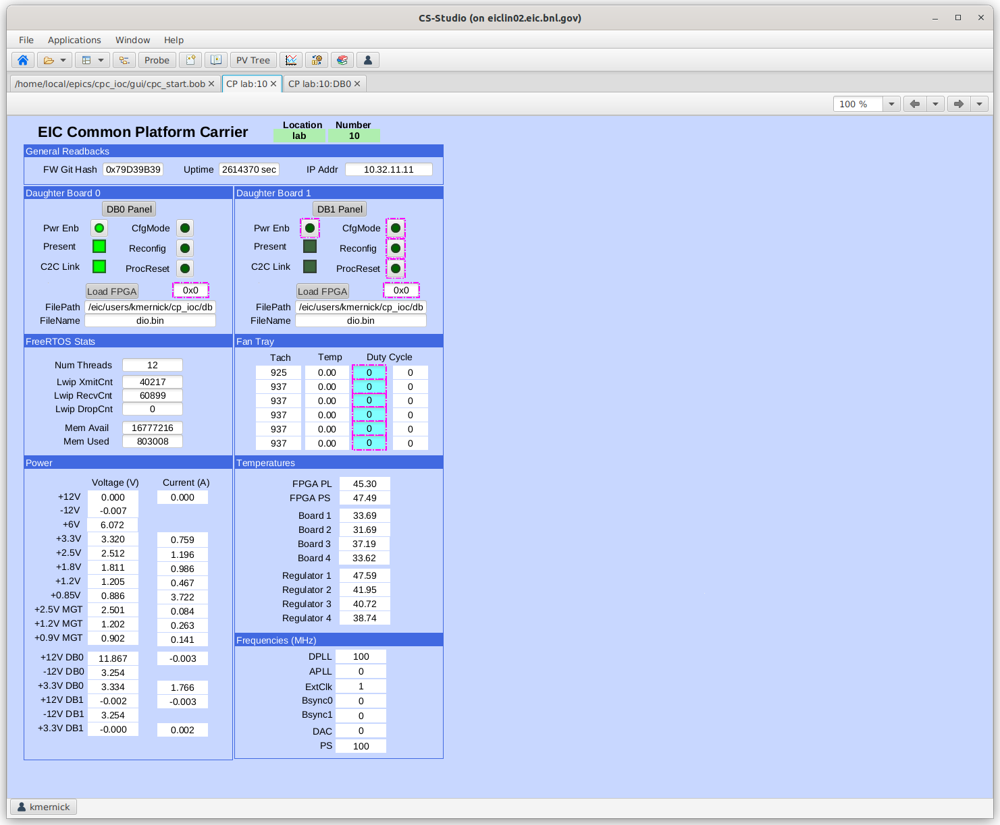 CS-Studio (on eiclin02.eic.bnl.gov)
File Applications Window Help
Probe PV Tree
/home/local/epics/cpc_ioc/gui/cpc_start.bob CP lab:10 CP lab:10:DB0
100 %
EIC Common Platform Carrier
Location Number
lab 10
General Readbacks
FW Git Hash 0x79D39B39 Uptime 2614370 sec IP Addr 10.32.11.11
Daughter Board 0
DB0 Panel
Pwr Enb CfgMode
Present Reconfig
C2C Link ProcReset
Load FPGA 0x0
FilePath /eic/users/kmernick/cp_ioc/db
FileName dio.bin
Daughter Board 1
DB1 Panel
Pwr Enb CfgMode
Present Reconfig
C2C Link ProcReset
Load FPGA 0x0
FilePath /eic/users/kmernick/cp_ioc/db
FileName dio.bin
FreeRTOS Stats
Num Threads 12
Lwip XmitCnt 40217
Lwip RecvCnt 60899
Lwip DropCnt 0
Mem Avail 16777216
Mem Used 803008
Fan Tray
Tach Temp Duty Cycle
925 0.00 0 0
937 0.00 0 0
937 0.00 0 0
937 0.00 0 0
937 0.00 0 0
937 0.00 0 0
Power
Voltage (V) Current (A)
+12V 0.000 0.000
-12V -0.007
+6V 6.072
+3.3V 3.320 0.759
+2.5V 2.512 1.196
+1.8V 1.811 0.986
+1.2V 1.205 0.467
+0.85V 0.886 3.722
+2.5V MGT 2.501 0.084
+1.2V MGT 1.202 0.263
+0.9V MGT 0.902 0.141
+12V DB0 11.867 -0.003
-12V DB0 3.254
+3.3V DB0 3.334 1.766
+12V DB1 -0.002 -0.003
-12V DB1 3.254
+3.3V DB1 -0.000 0.002
Temperatures
FPGA PL 45.30
FPGA PS 47.49
Board 1 33.69
Board 2 31.69
Board 3 37.19
Board 4 33.62
Regulator 1 47.59
Regulator 2 41.95
Regulator 3 40.72
Regulator 4 38.74
Frequencies (MHz)
DPLL 100
APLL 0
ExtClk 1
Bsync0 0
Bsync1 0
DAC 0
PS 100
kmernick